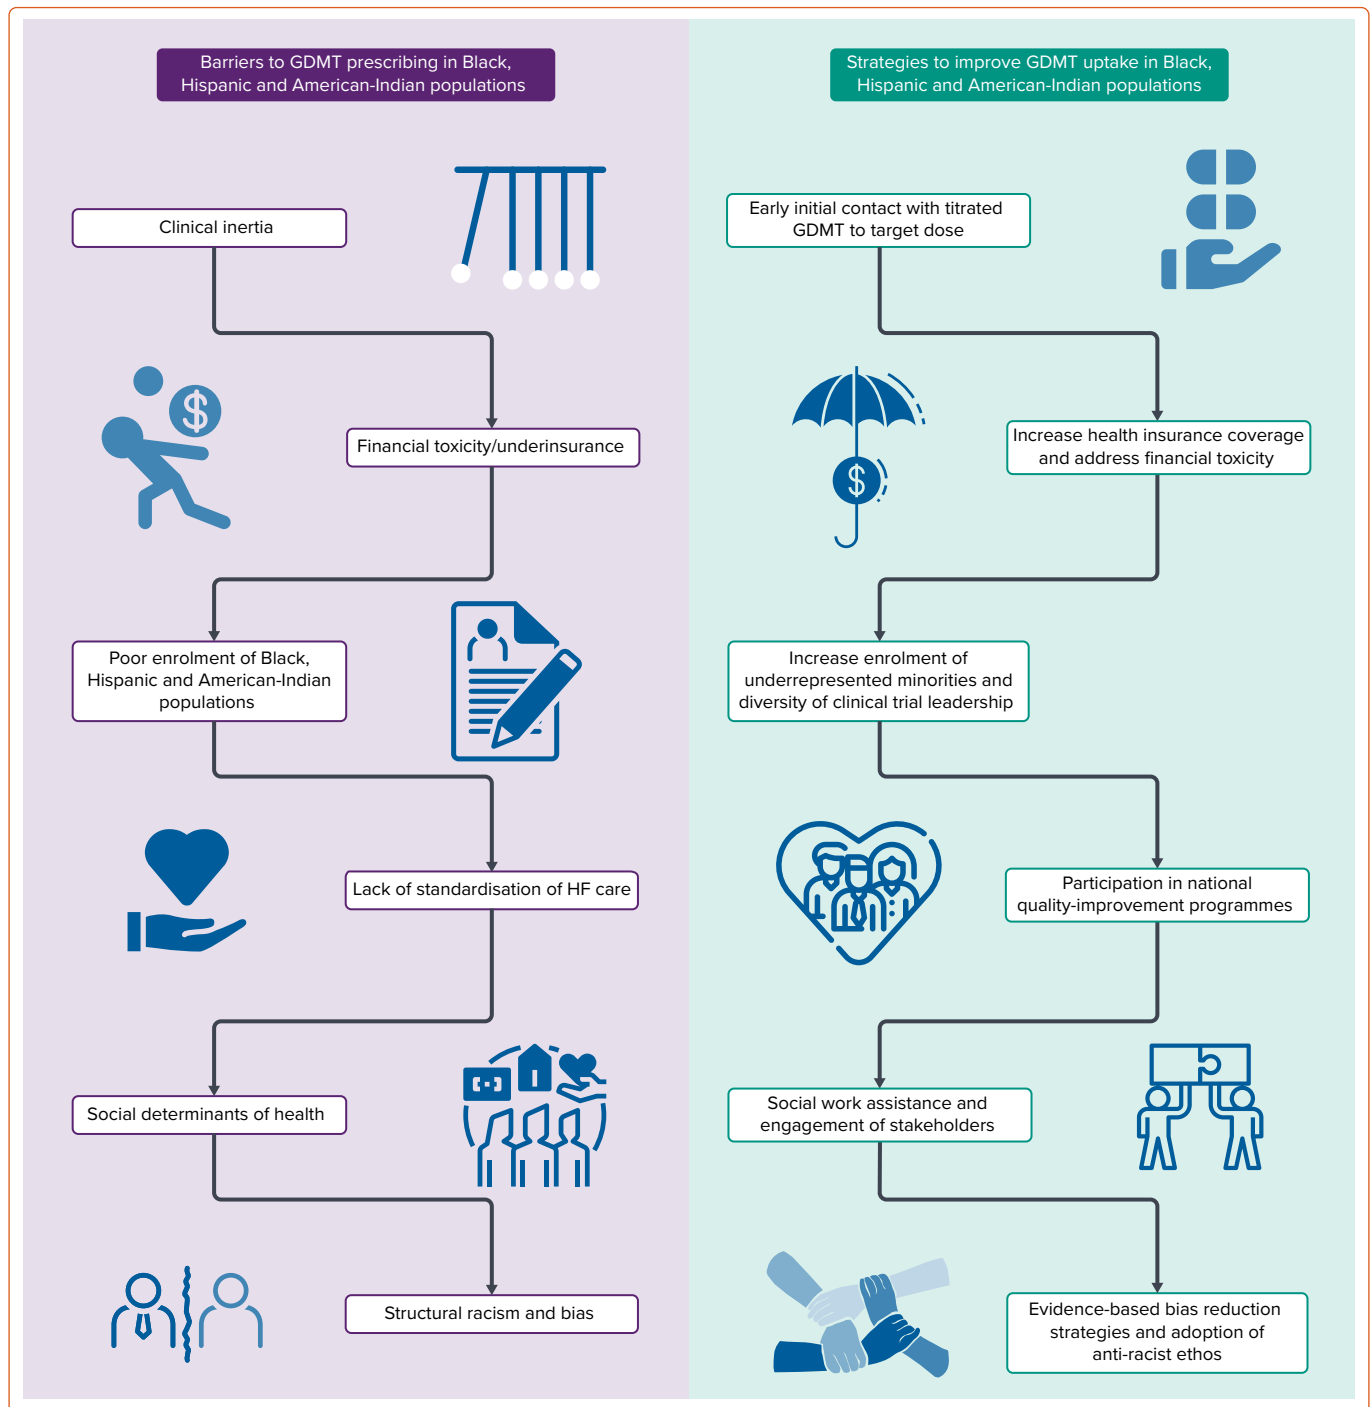 Barriers to GDMT prescribing in Black,
Hispanic and American-Indian populations
Clinical inertia
Financial toxicity/underinsurance
$
Poor enrolment of Black,
Hispanic and American-Indian
populations
Lack of standardisation of HF care
Social determinants of health
Structural racism and bias
Strategies to improve GDMT uptake in Black,
Hispanic and American-Indian populations
Early initial contact with titrated
GDMT to target dose
Increase health insurance coverage
and address financial toxicity
$
Increase enrolment of
underrepresented minorities and
diversity of clinical trial leadership
Participation in national
quality-improvement programmes
Social work assistance and
engagement of stakeholders
Evidence-based bias reduction
strategies and adoption of
anti-racist ethos